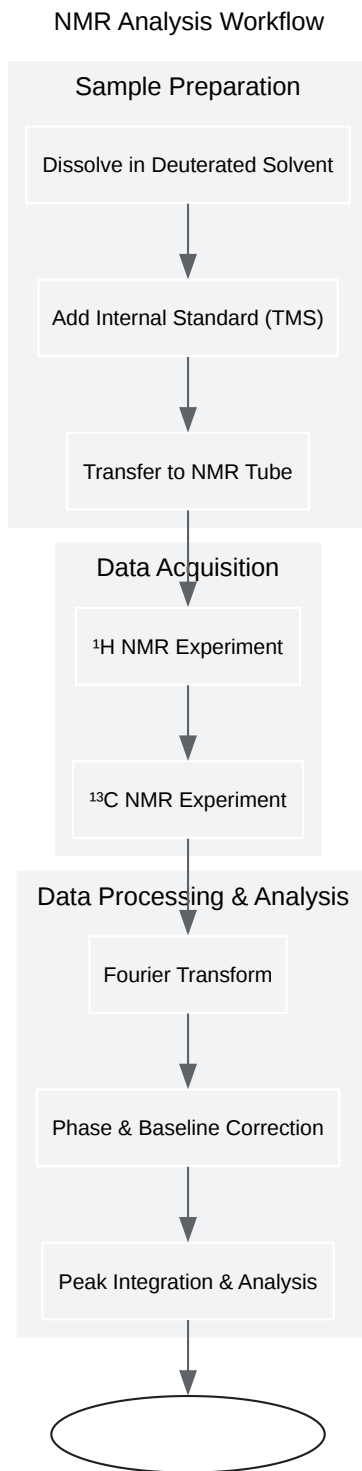 NMR Analysis Workflow
Sample Preparation
Dissolve in Deuterated Solvent
Add Internal Standard (TMS)
Transfer to NMR Tube
Data Acquisition
¹H NMR Experiment
¹³C NMR Experiment
Data Processing & Analysis
Fourier Transform
Phase & Baseline Correction
Peak Integration & Analysis